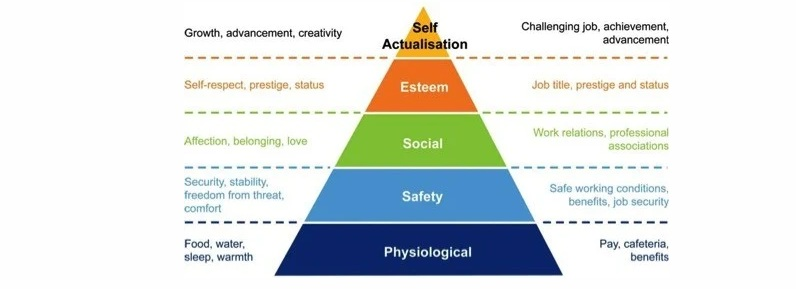 Growth, advancement, creativity
Self
Actualisation
Challenging job, achievement,
advancement
Self-respect, prestige, status
Esteem
Job title, prestige and status
Affection, belonging, love
Social
Work relations, professional
associations
Security, stability,
freedom from threat,
comfort
Safety
Safe working conditions,
benefits, job security
Food, water,
sleep, warmth
Physiological
Pay, cafeteria,
benefits